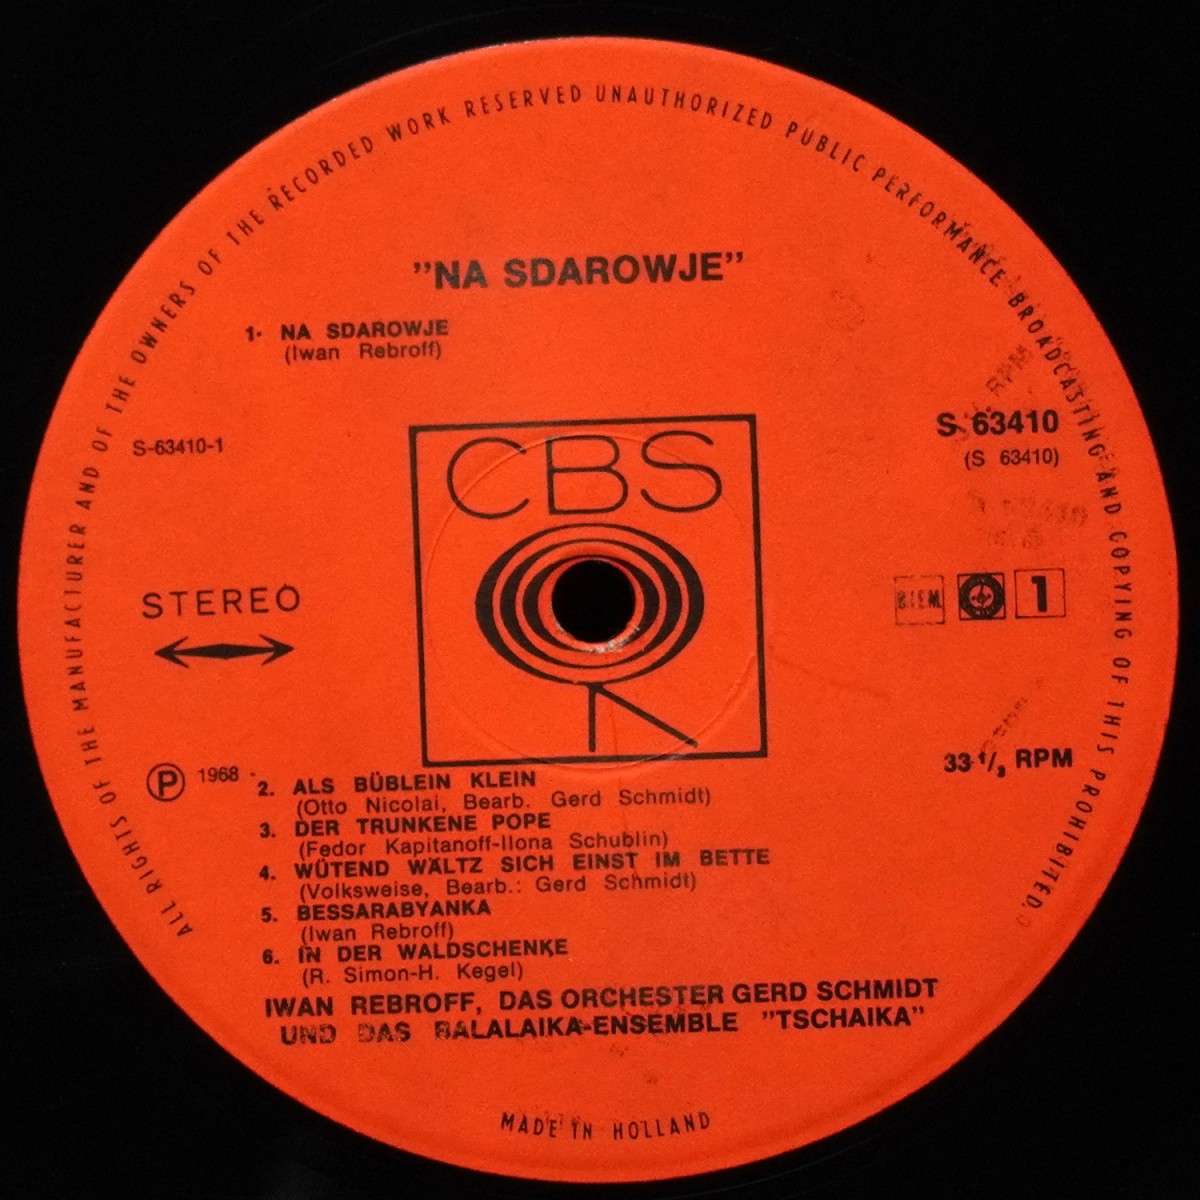 ALL RIGHTS OF THE MANUFACTURER AND OF THE OWNERS OF THE RECORDED WORK RESERVED UNAUTHORIZED PUBLIC PERFORMANCE BROADCASTING AND COPYING OF THIS PROHIBITED.
"NA SDAROWJE"
1. NA SDAROWJE
(Iwan Rebroff)
S-63410-1
S 63410
(S 63410)
CBS
STEREO
B.I.E.M.
1
P 1968
33 1/3 RPM
2. ALS BÜBLEIN KLEIN
(Otto Nicolai, Bearb. Gerd Schmidt)
3. DER TRUNKENE POPE
(Fedor Kapitanoff-Ilona Schublin)
4. WÜTEND WÄLTZ SICH EINST IM BETTE
(Volksweise, Bearb.: Gerd Schmidt)
5. BESSARABYANKA
(Iwan Rebroff)
6. IN DER WALDSCHENKE
(R. Simon-H. Kegel)
IWAN REBROFF, DAS ORCHESTER GERD SCHMIDT
UND DAS BALALAIKA-ENSEMBLE "TSCHAIKA"
MADE IN HOLLAND